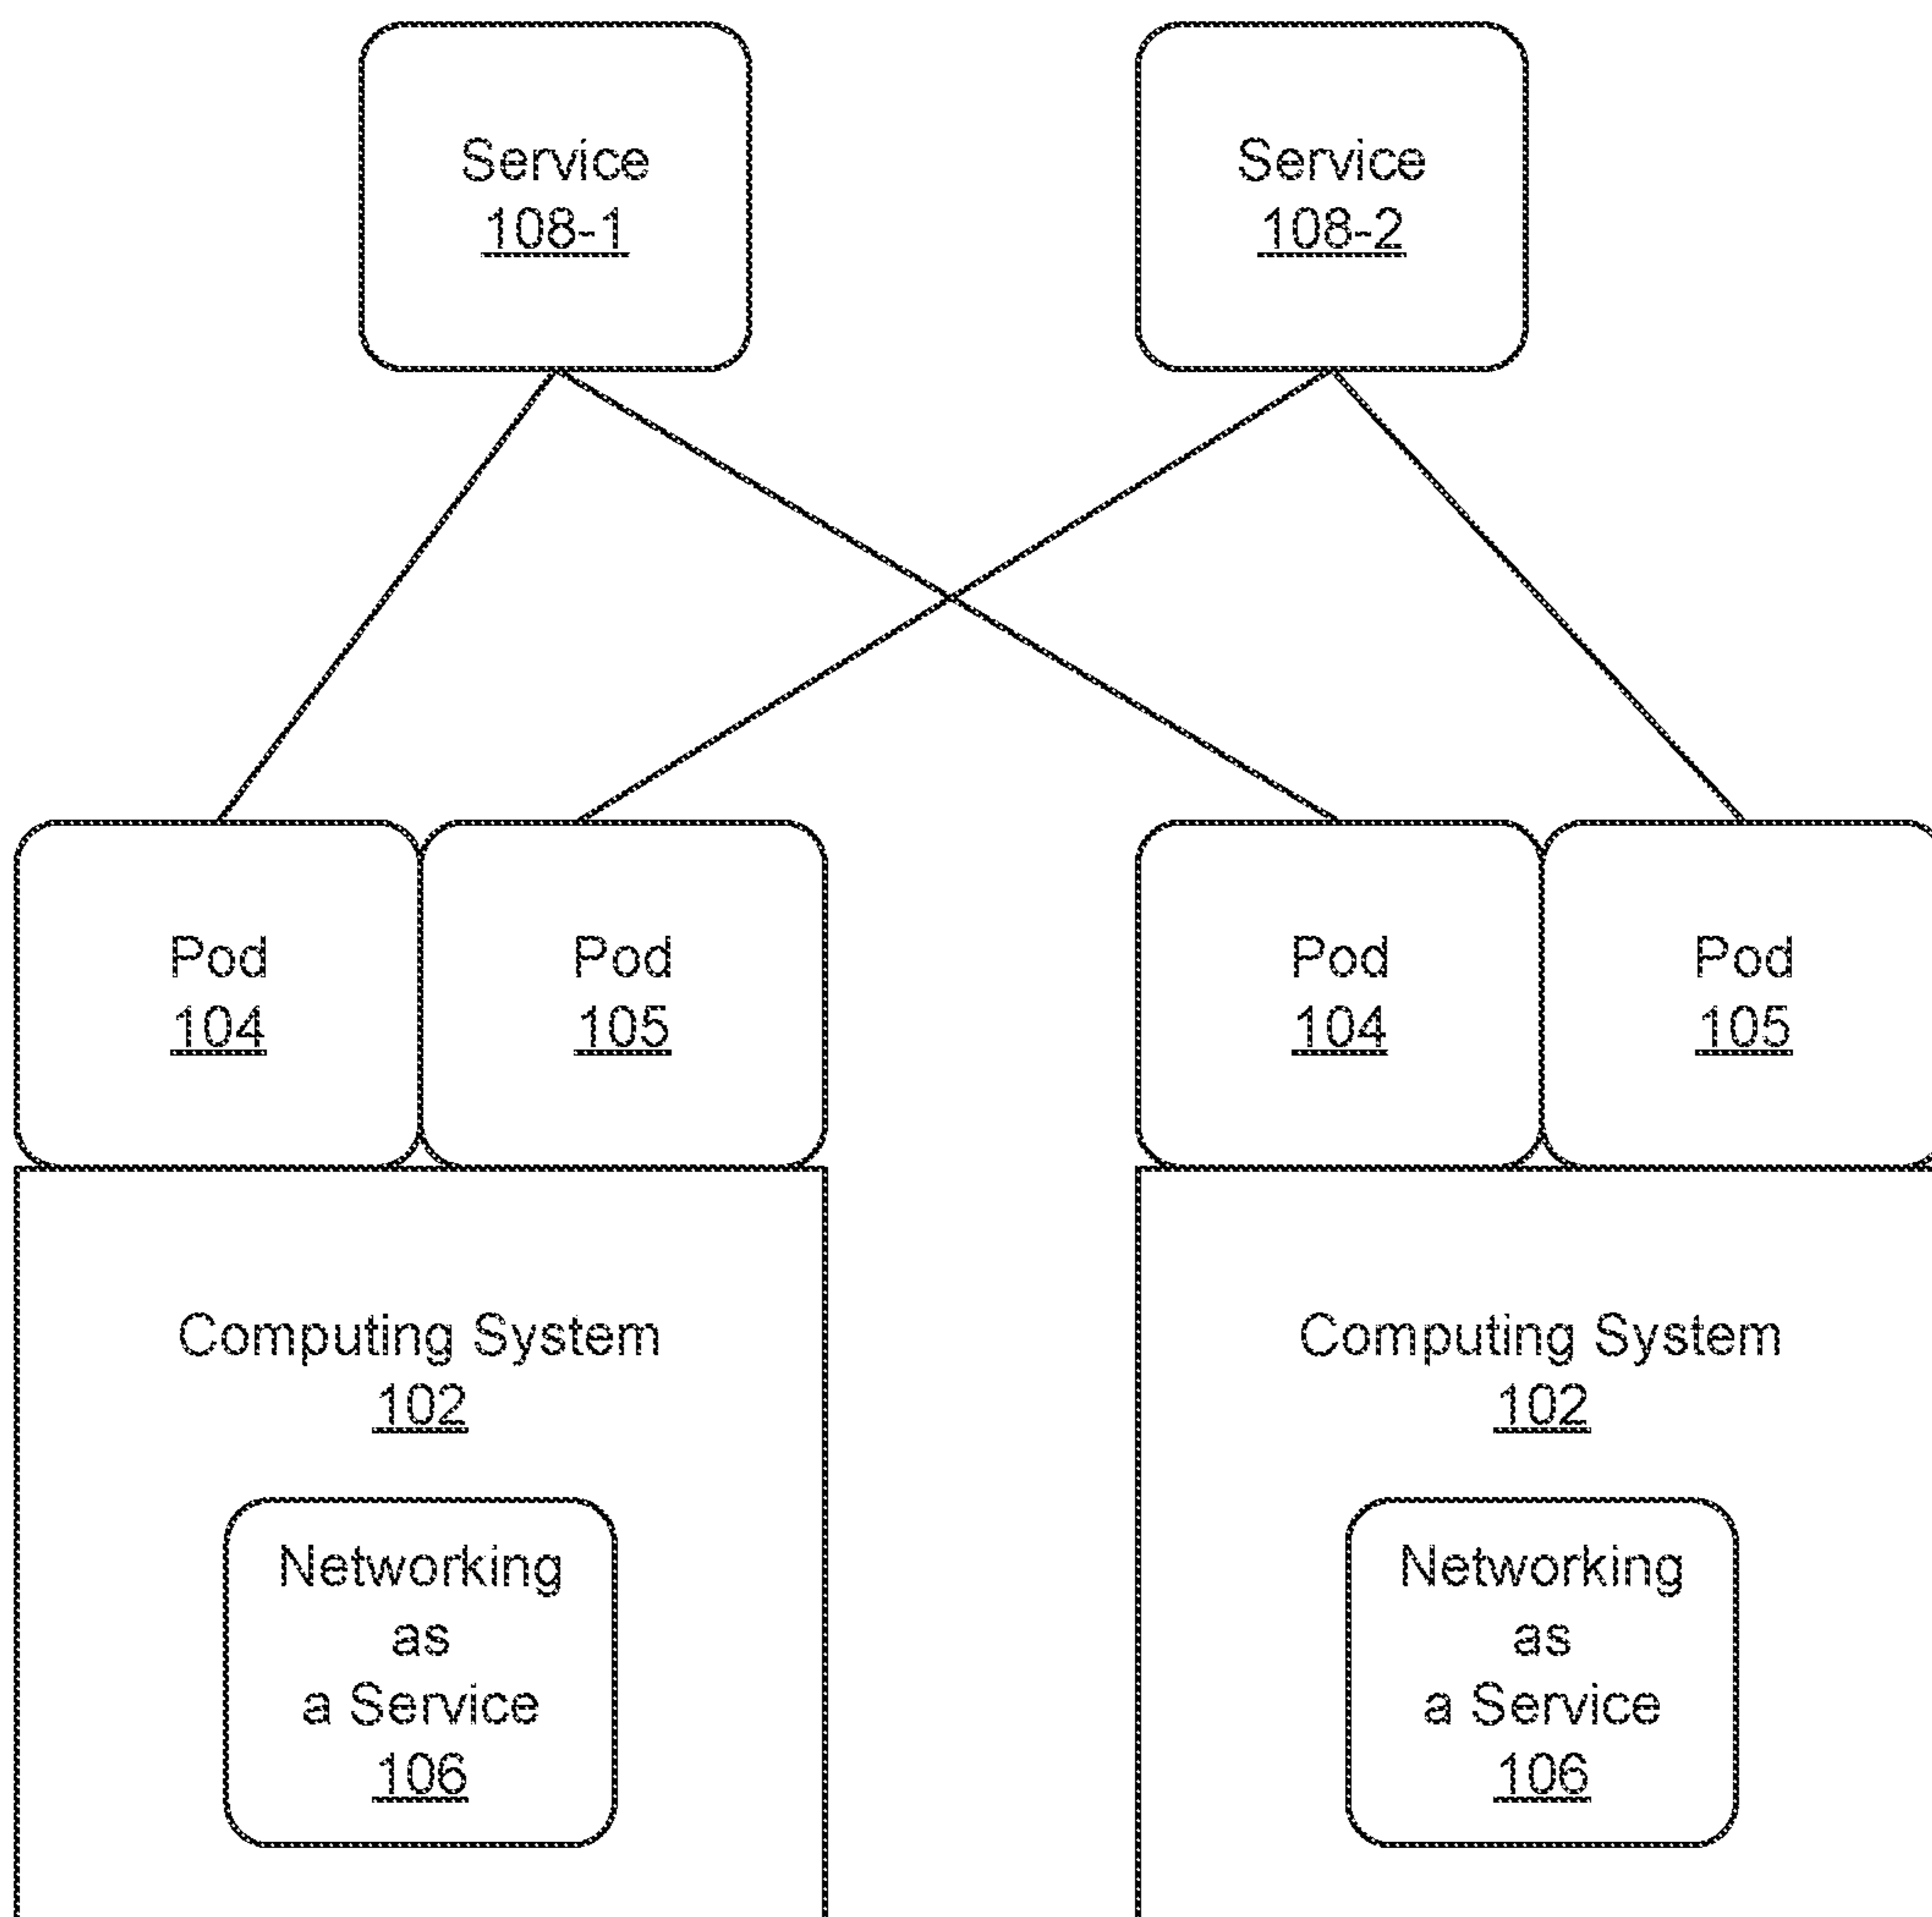 Service
108-1
Service
108-2
Pod
104
Pod
105
Pod
104
Pod
105
Computing System
102
Computing System
102
Networking
as
a Service
106
Networking
as
a Service
106